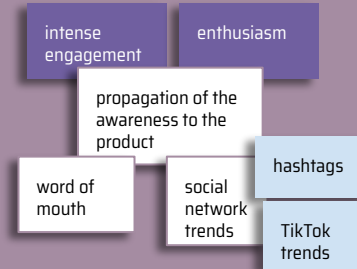 intense
engagement
enthusiasm
propagation of the
awareness to the
product
hashtags
word of
mouth
social
network
trends
TikTok
trends